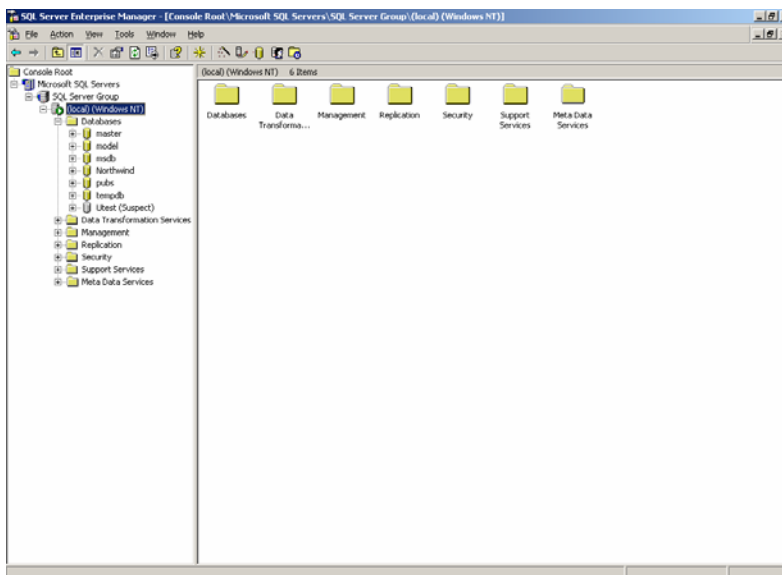 SQL Server Enterprise Manager - [Console Root\Microsoft SQL Servers\SQL Server Group\(local) (Windows NT)]
File Action View Tools Window Help
Console Root
Microsoft SQL Servers
SQL Server Group
(local) (Windows NT)
Databases
master
model
msdb
Northwind
pubs
tempdb
Utest (Suspect)
Data Transformation Services
Management
Replication
Security
Support Services
Meta Data Services
(local) (Windows NT) 6 Items
Databases
Data Transforma...
Management
Replication
Security
Support Services
Meta Data Services